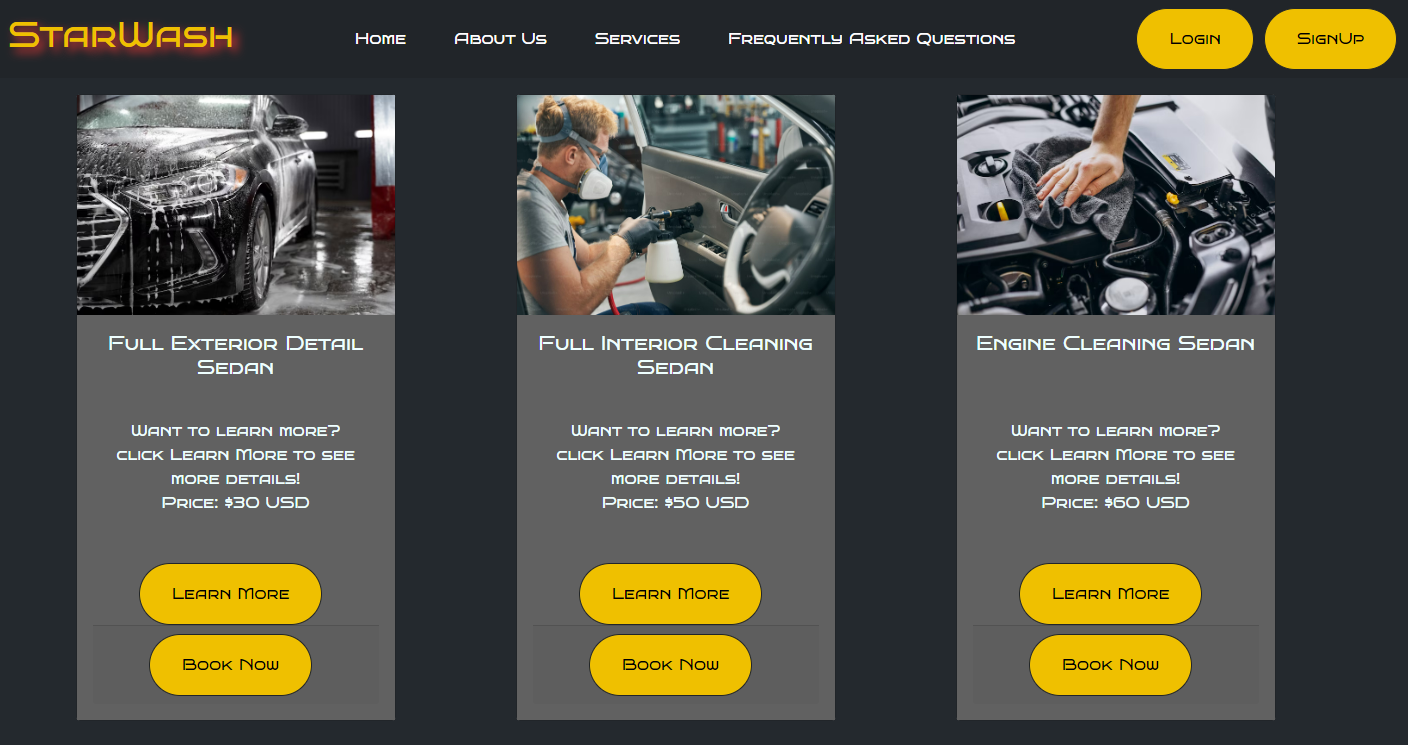 StarWash
Home
About Us
Services
Frequently Asked Questions
Login
SignUp
Full Exterior Detail
Sedan
Want to learn more?
click Learn More to see
more details!
Price: $30 USD
Learn More
Book Now
Full Interior Cleaning
Sedan
Want to learn more?
click Learn More to see
more details!
Price: $50 USD
Learn More
Book Now
Engine Cleaning Sedan
Want to learn more?
click Learn More to see
more details!
Price: $60 USD
Learn More
Book Now